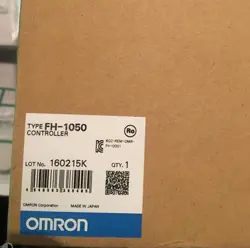 TYPE FH-1050
CONTROLLER
LOT No. 160215K
QTY. 1
OMRON
OMRON Corporation MADE IN JAPAN